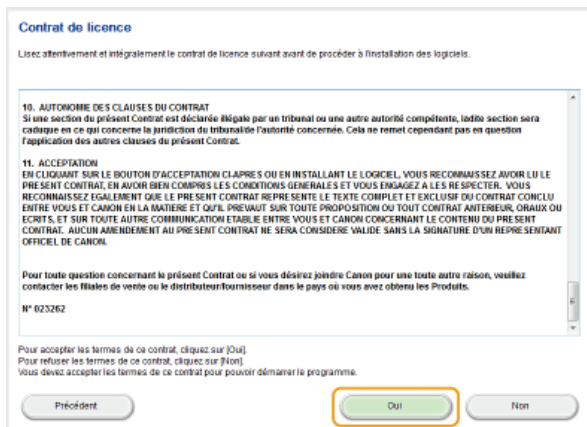 Contrat de licence
Lisez attentivement et intégralement le contrat de licence suivant avant de procéder à l'installation des logiciels.
10. AUTONOMIE DES CLAUSES DU CONTRAT
Si une section du présent Contrat est déclarée illégale par un tribunal ou une autre autorité compétente, ladite section sera
caduque en ce qui concerne la juridiction du tribunal/de l'autorité concernée. Cela ne remet cependant pas en question
l'application des autres clauses du présent Contrat.
11. ACCEPTATION
EN CLIQUANT SUR LE BOUTON D'ACCEPTATION CI-APRES OU EN INSTALLANT LE LOGICIEL, VOUS RECONNAISSEZ AVOIR LU LE
PRESENT CONTRAT, EN AVOIR BIEN COMPRIS LES CONDITIONS GENERALES ET VOUS ENGAGEZ A LES RESPECTER. VOUS
RECONNAISSEZ EGALEMENT QUE LE PRESENT CONTRAT REPRESENTE LE TEXTE COMPLET ET EXCLUSIF DU CONTRAT CONCLU
ENTRE VOUS ET CANON EN LA MATIERE ET QU'IL PREVAUT SUR TOUTE PROPOSITION OU TOUT CONTRAT ANTERIEUR, ORAUX OU
ECRITS, ET SUR TOUTE AUTRE COMMUNICATION ETABLIE ENTRE VOUS ET CANON CONCERNANT LE CONTENU DU PRESENT
CONTRAT. AUCUN AMENDEMENT AU PRESENT CONTRAT NE SERA CONSIDERE VALIDE SANS LA SIGNATURE D'UN REPRESENTANT
OFFICIEL DE CANON.
Pour toute question concernant le présent Contrat ou si vous désirez joindre Canon pour une toute autre raison, veuillez
contacter les filiales de vente ou le distributeur/fournisseur dans le pays où vous avez obtenu les Produits.
N° 023262
Pour accepter les termes de ce contrat, cliquez sur [Oui].
Pour refuser les termes de ce contrat, cliquez sur [Non].
Vous devez accepter les termes de ce contrat pour pouvoir démarrer le programme.
Précédent
Oui
Non